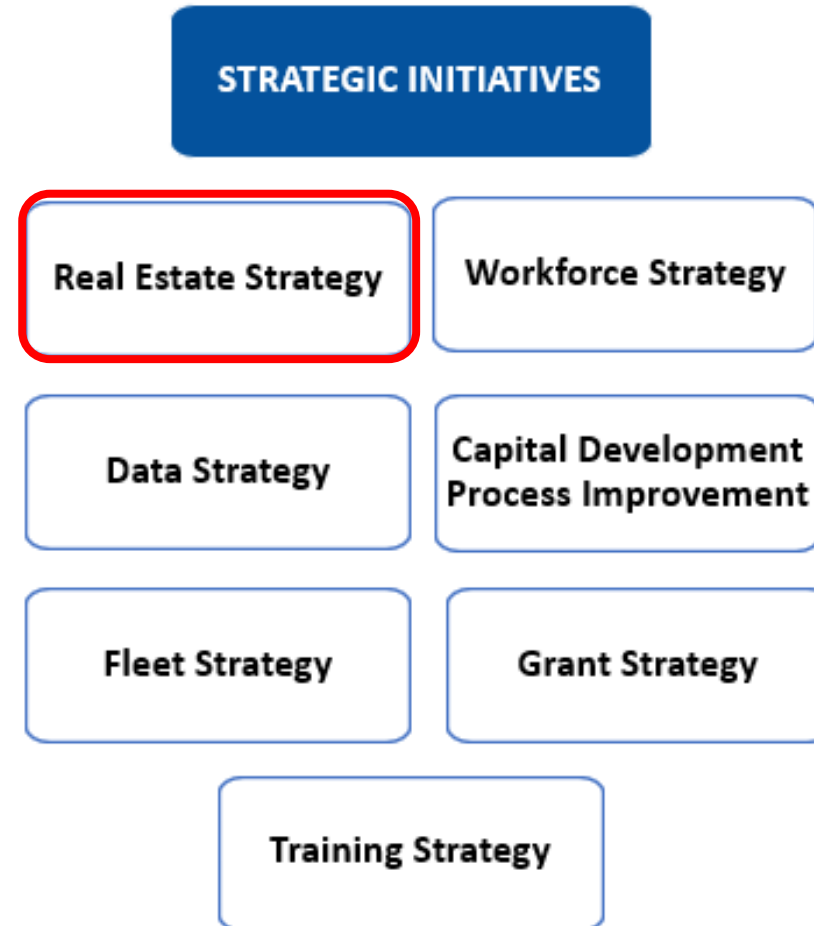 STRATEGIC INITIATIVES
Real Estate Strategy
Workforce Strategy
Data Strategy
Capital Development
Process Improvement
Fleet Strategy
Grant Strategy
Training Strategy